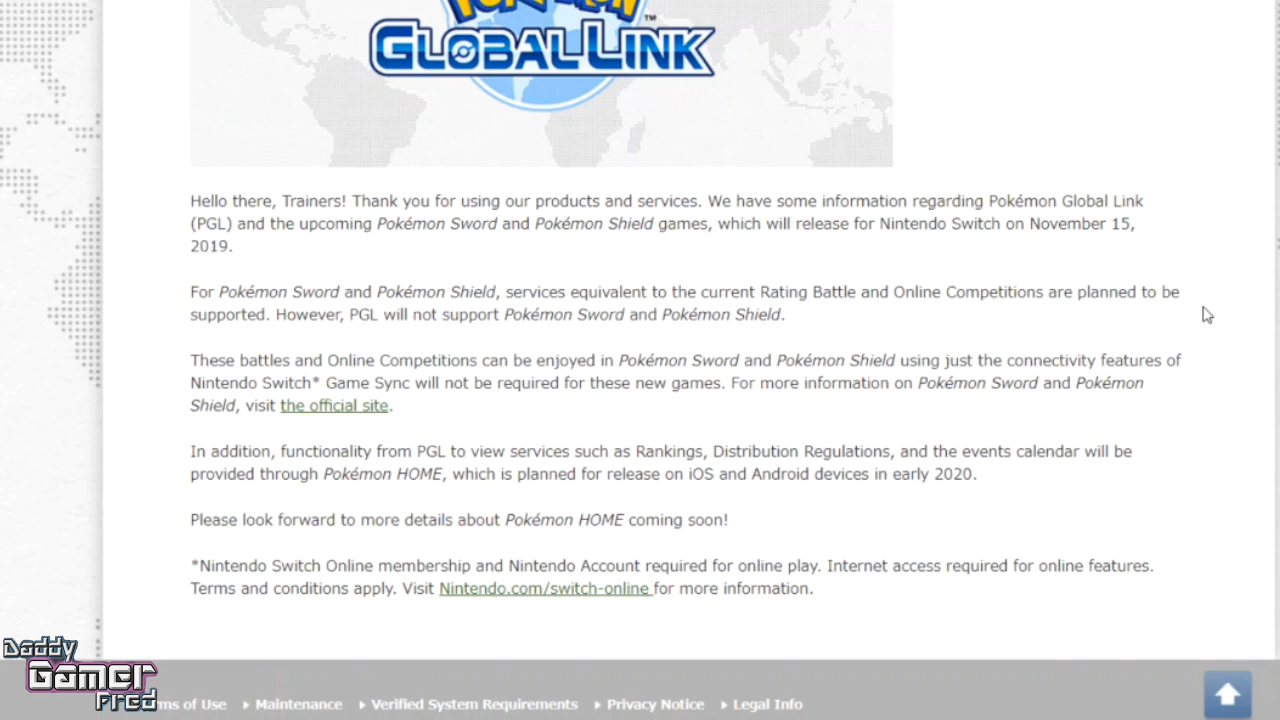 GLOBAL LINK™
Hello there, Trainers! Thank you for using our products and services. We have some information regarding Pokémon Global Link
(PGL) and the upcoming Pokémon Sword and Pokémon Shield games, which will release for Nintendo Switch on November 15,
2019.
For Pokémon Sword and Pokémon Shield, services equivalent to the current Rating Battle and Online Competitions are planned to be
supported. However, PGL will not support Pokémon Sword and Pokémon Shield.
These battles and Online Competitions can be enjoyed in Pokémon Sword and Pokémon Shield using just the connectivity features of
Nintendo Switch* Game Sync will not be required for these new games. For more information on Pokémon Sword and Pokémon
Shield, visit the official site.
In addition, functionality from PGL to view services such as Rankings, Distribution Regulations, and the events calendar will be
provided through Pokémon HOME, which is planned for release on iOS and Android devices in early 2020.
Please look forward to more details about Pokémon HOME coming soon!
*Nintendo Switch Online membership and Nintendo Account required for online play. Internet access required for online features.
Terms and conditions apply. Visit Nintendo.com/switch-online for more information.
Daddy
Gamer
Fred
ms of Use Maintenance Verified System Requirements Privacy Notice Legal Info